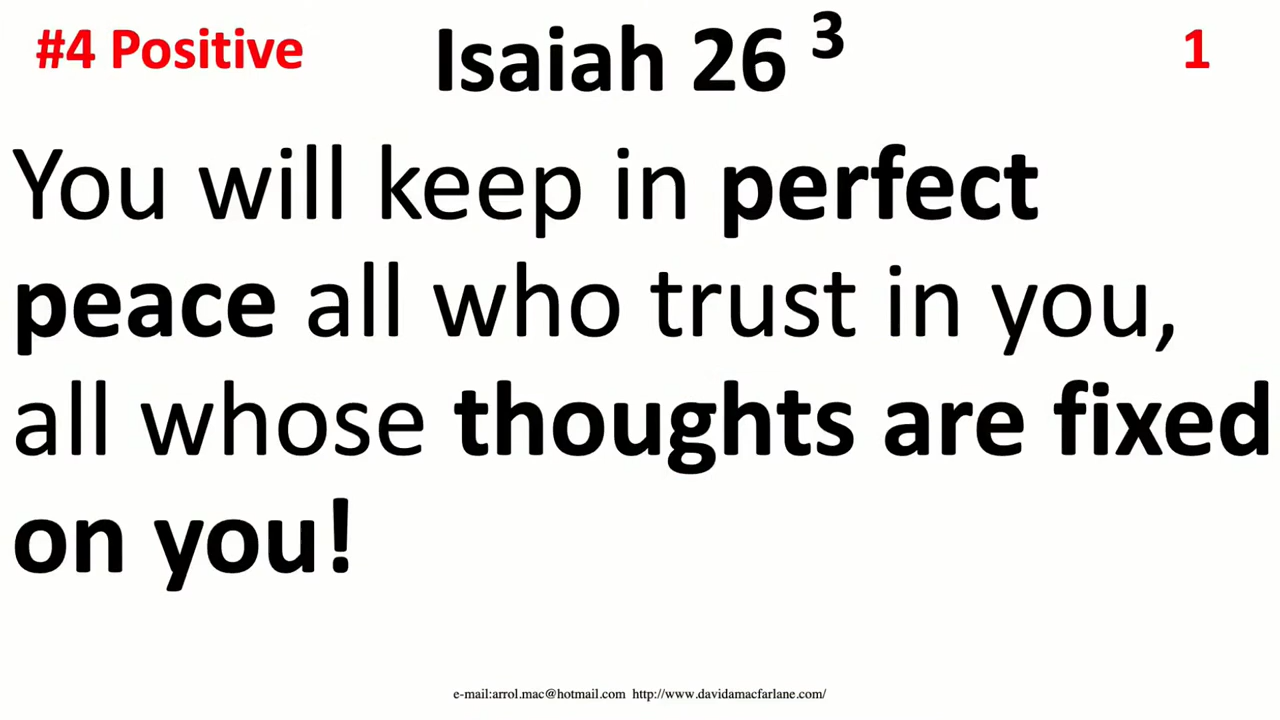 #4 Positive Isaiah 26 3 1
You will keep in perfect
peace all who trust in you,
all whose thoughts are fixed
on you!
e-mail:arrol.mac@hotmail.com http://www.davidamacfarlane.com/